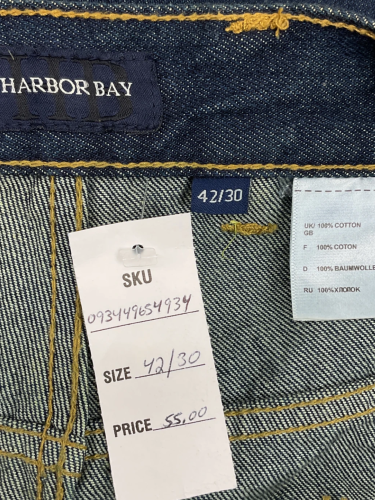 HARBOR BAY
42/30
UK/ 100% COTTON
GB
F 100% COTON
D 100% BAUMWOLLE
RU 100% ХЛОПОК
SKU
093449654934
SIZE 42/30
PRICE 55.00